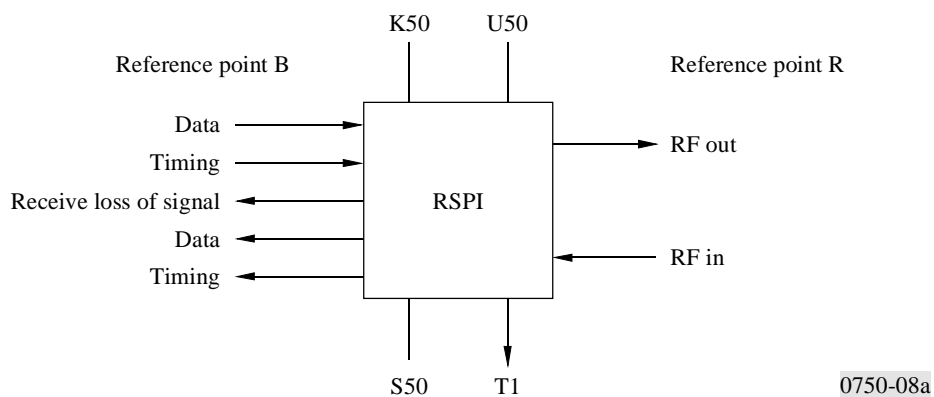 K50
U50
Reference point B
Reference point R
Data
Timing
Receive loss of signal
Data
Timing
RSPI
RF out
RF in
S50
T1
0750-08a